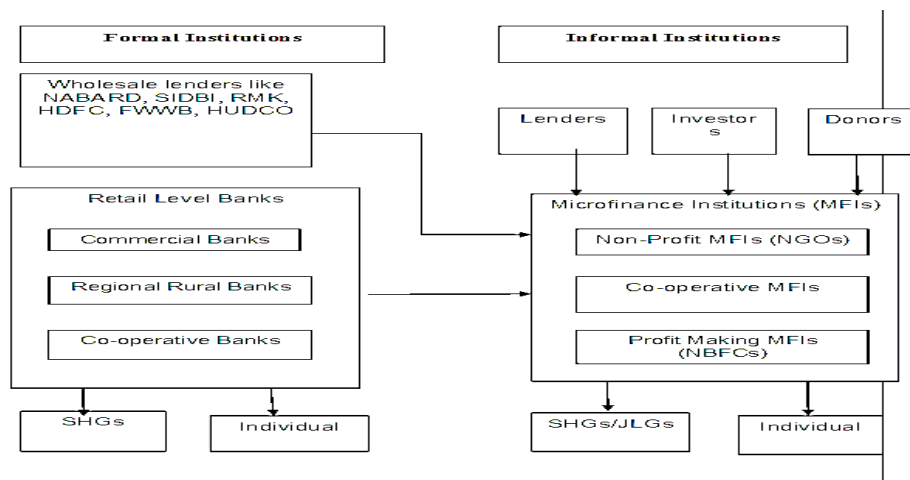 Formal Institutions
Informal Institutions
Wholesale lenders like
NABARD, SIDBI, RMK,
HDFC, FWWB, HUDCO
Lenders
Investor
s
Donors
Retail Level Banks
Commercial Banks
Regional Rural Banks
Co-operative Banks
Microfinance Institutions (MFIs)
Non-Profit MFIs (NGOs)
Co-operative MFIs
Profit Making MFIs
(NBFCs)
SHGs
Individual
SHGs/JLGs
Individual